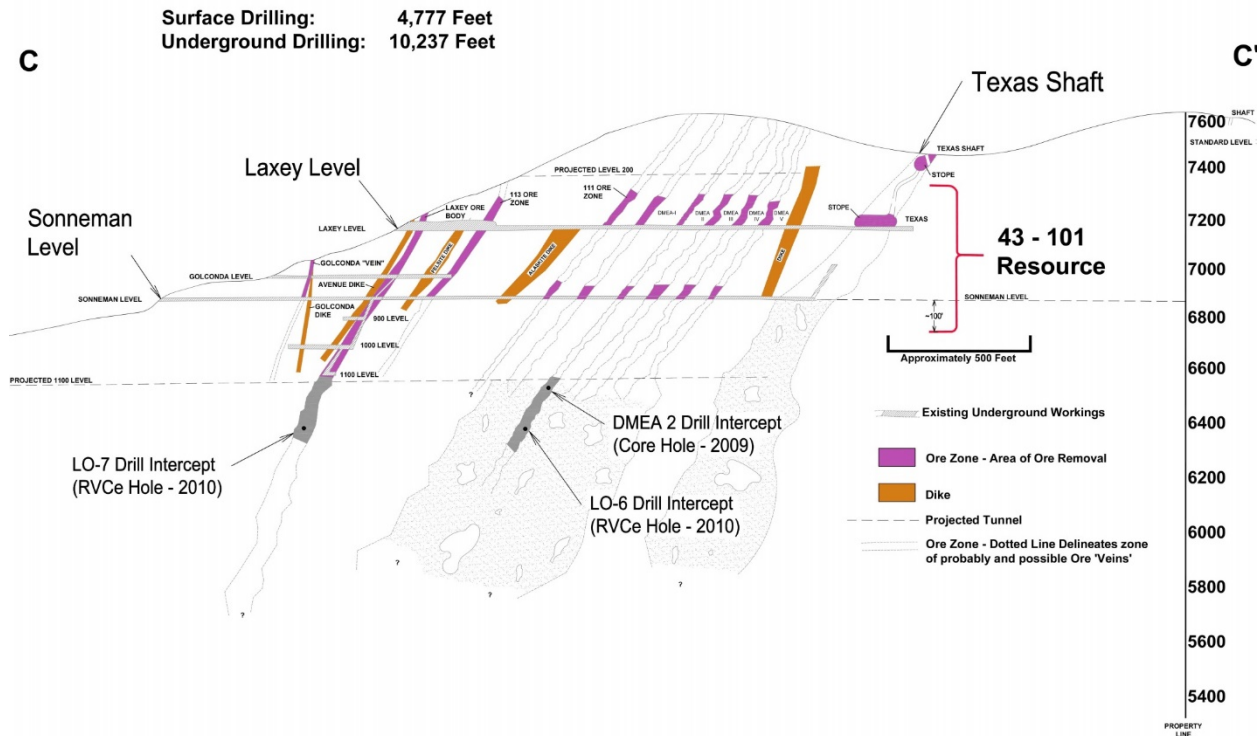 Surface Drilling: 4,777 Feet
Underground Drilling: 10,237 Feet
C
C'
Texas Shaft
7600
SHAFT
STANDARD LEVEL
TEXAS SHAFT
7400
STOPE
Laxey Level
PROJECTED LEVEL 200
113 ORE
ZONE
111 ORE
ZONE
LAXEY ORE
BODY
DMEA-I
DMEA
II
DMEA
III
DMEA
IV
DMEA
V
STOPE
TEXAS
7200
Sonneman
Level
LAXEY LEVEL
FELSITE DIKE
ALASKITE DIKE
DIKE
43 - 101
Resource
GOLCONDA "VEIN"
GOLCONDA LEVEL
AVENUE DIKE
7000
SONNEMAN LEVEL
SONNEMAN LEVEL
GOLCONDA
DIKE
900 LEVEL
~100'
6800
1000 LEVEL
Approximately 500 Feet
PROJECTED 1100 LEVEL
1100 LEVEL
6600
?
Existing Underground Workings
6400
DMEA 2 Drill Intercept
(Core Hole - 2009)
LO-7 Drill Intercept
(RVCe Hole - 2010)
Ore Zone - Area of Ore Removal
6200
LO-6 Drill Intercept
(RVCe Hole - 2010)
Dike
Projected Tunnel
6000
Ore Zone - Dotted Line Delineates zone
of probably and possible Ore 'Veins'
?
?
?
5800
?
5600
5400
PROPERTY
LINE